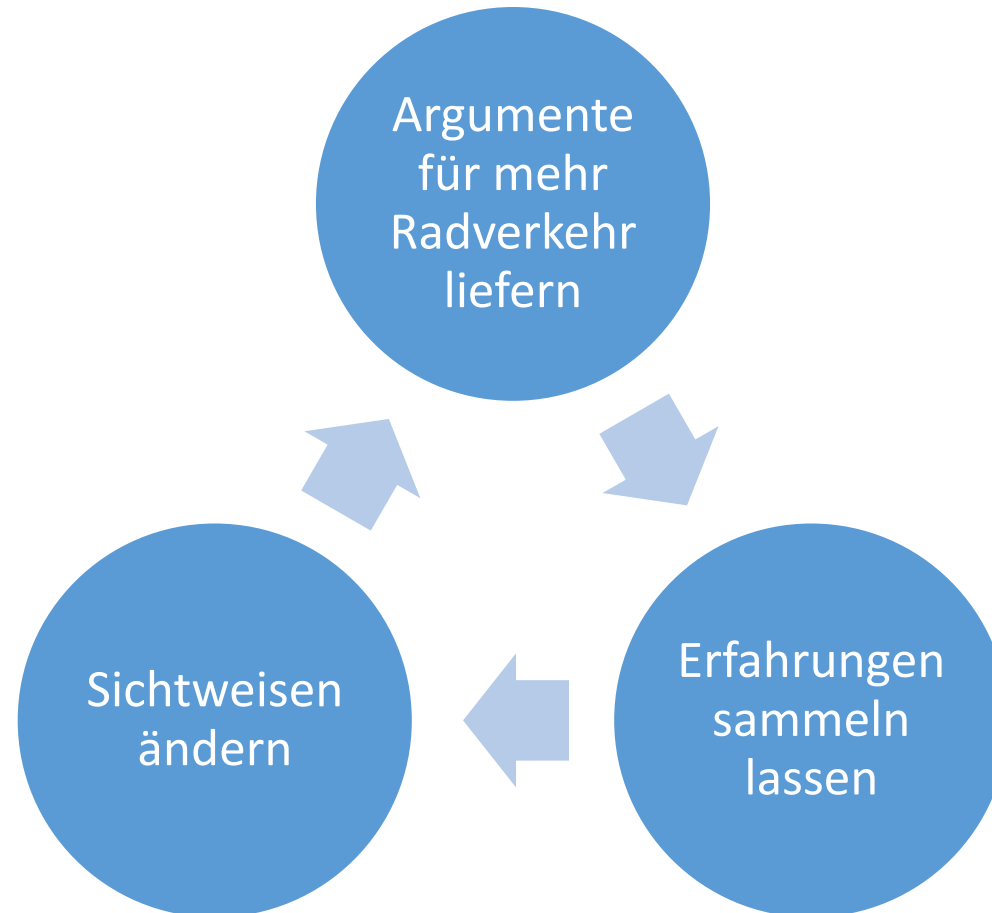 Argumente
für mehr
Radverkehr
liefern
Erfahrungen
sammeln
lassen
Sichtweisen
ändern